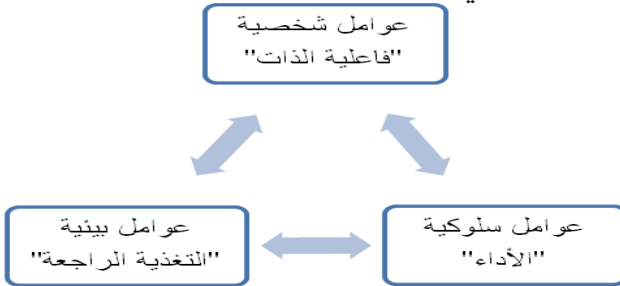 عوامل شخصية
"فاعلية الذات"
عوامل سلوكية
"الأداء"
عوامل بيئية
"التغذية الراجعة"